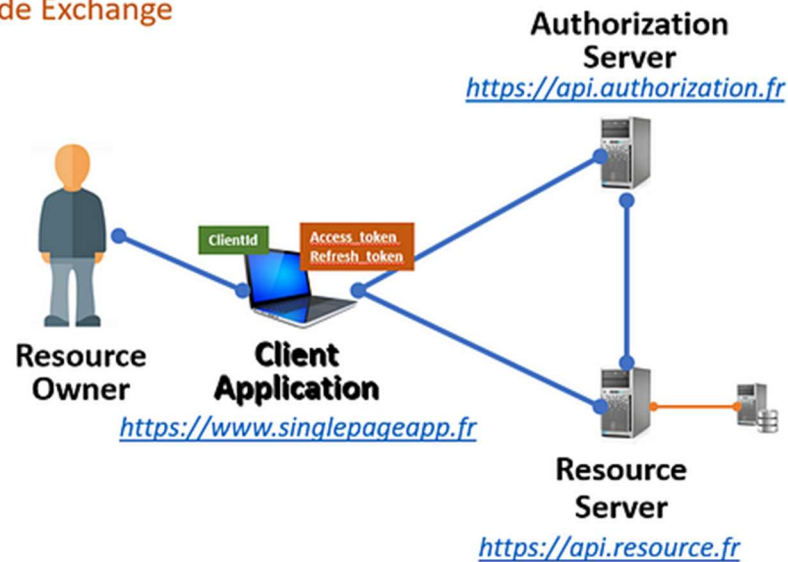 de Exchange
Authorization
Server
https://api.authorization.fr
ClientId
Access_token
Refresh_token
Resource
Owner
Client
Application
https://www.singlepageapp.fr
Resource
Server
https://api.resource.fr